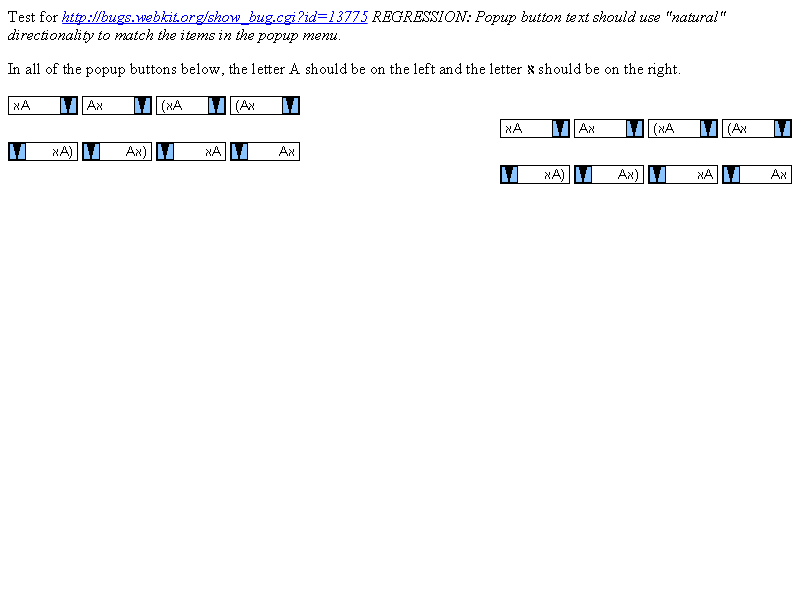 Test for http://bugs.webkit.org/show_bug.cgi?id=13775 REGRESSION: Popup button text should use "natural"
directionality to match the items in the popup menu.
In all of the popup buttons below, the letter A should be on the left and the letter א should be on the right.
אA Aא (אA (Aא
אA Aא (אA (Aא
אA) Aא) אA Aא
אA) Aא) אA Aא